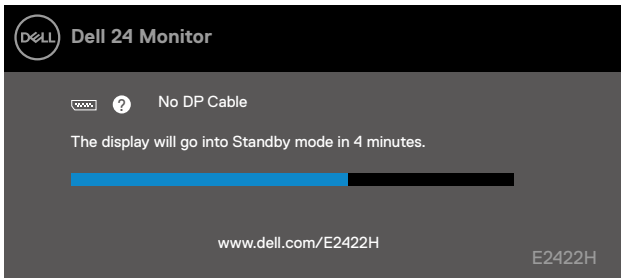 DELL Dell 24 Monitor
? No DP Cable
The display will go into Standby mode in 4 minutes.
www.dell.com/E2422H
E2422H